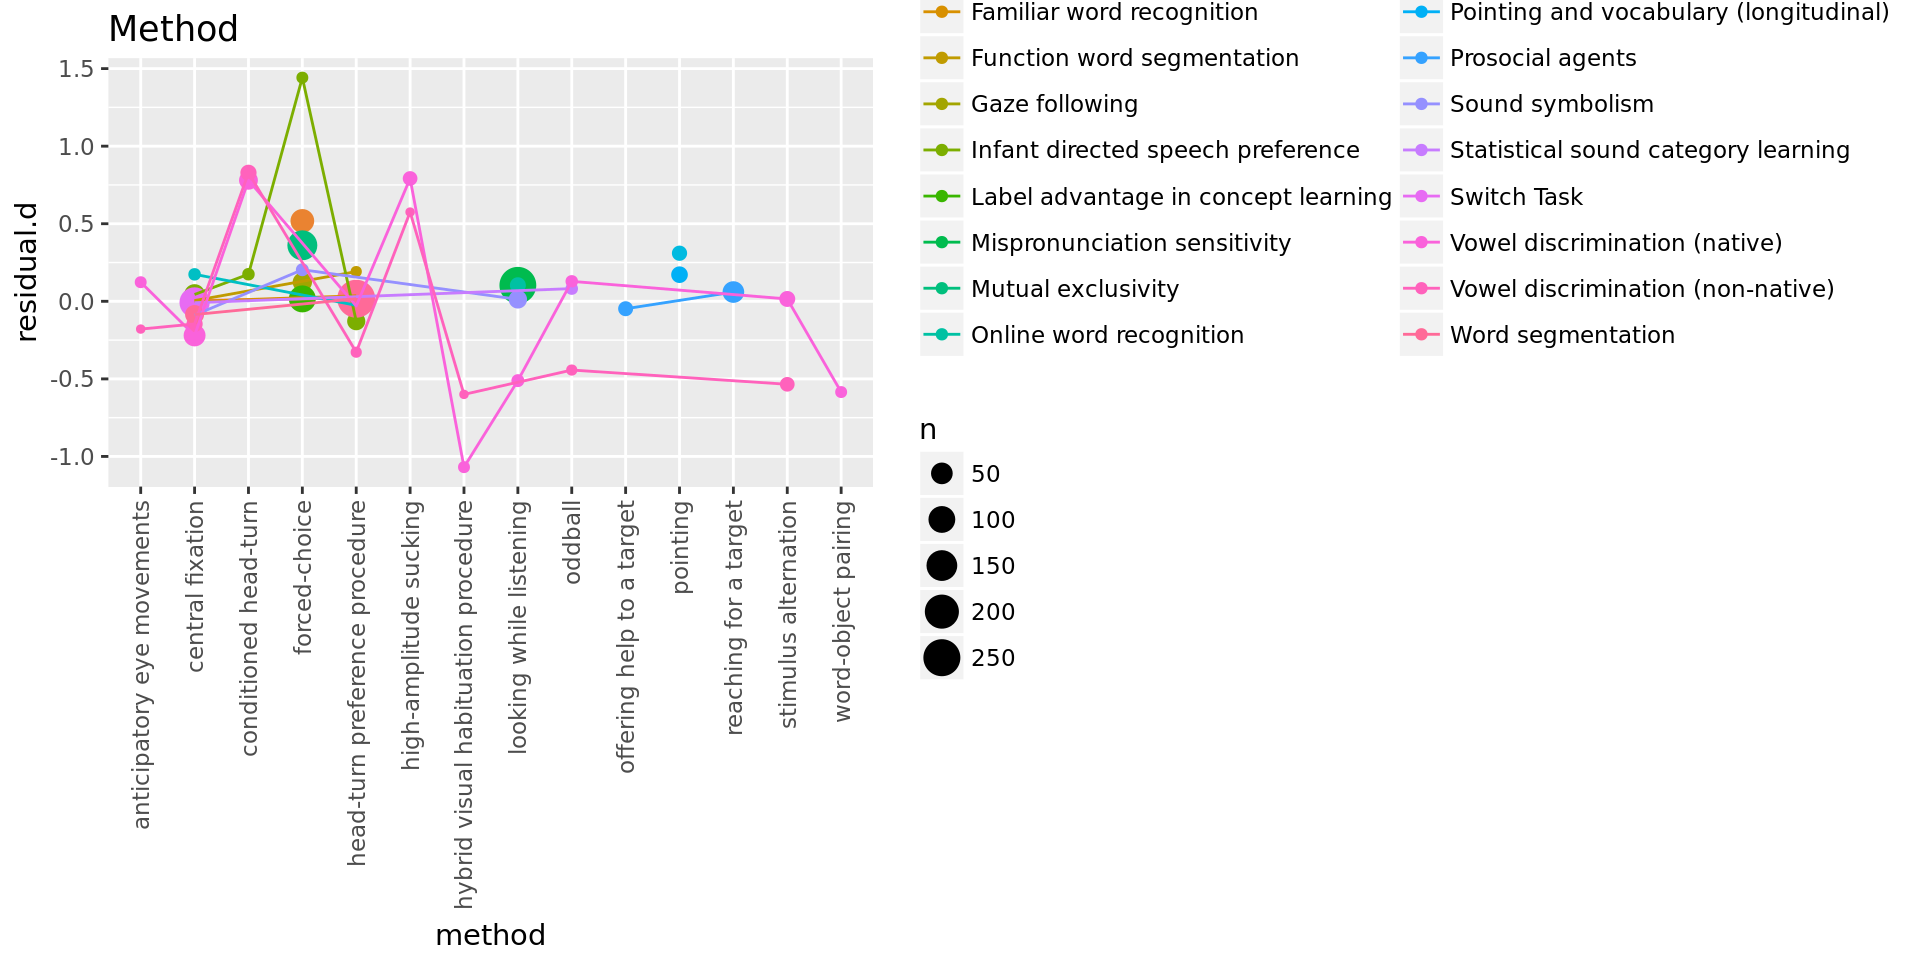 Method
1.5
1.0
0.5
0.0
-0.5
-1.0
residual.d
anticipatory eye movements
central fixation
conditioned head-turn
forced-choice
head-turn preference procedure
high-amplitude sucking
hybrid visual habituation procedure
looking while listening
oddball
offering help to a target
pointing
reaching for a target
stimulus alternation
word-object pairing
method
Familiar word recognition
Function word segmentation
Gaze following
Infant directed speech preference
Label advantage in concept learning
Mispronunciation sensitivity
Mutual exclusivity
Online word recognition
Pointing and vocabulary (longitudinal)
Prosocial agents
Sound symbolism
Statistical sound category learning
Switch Task
Vowel discrimination (native)
Vowel discrimination (non-native)
Word segmentation
n
50
100
150
200
250